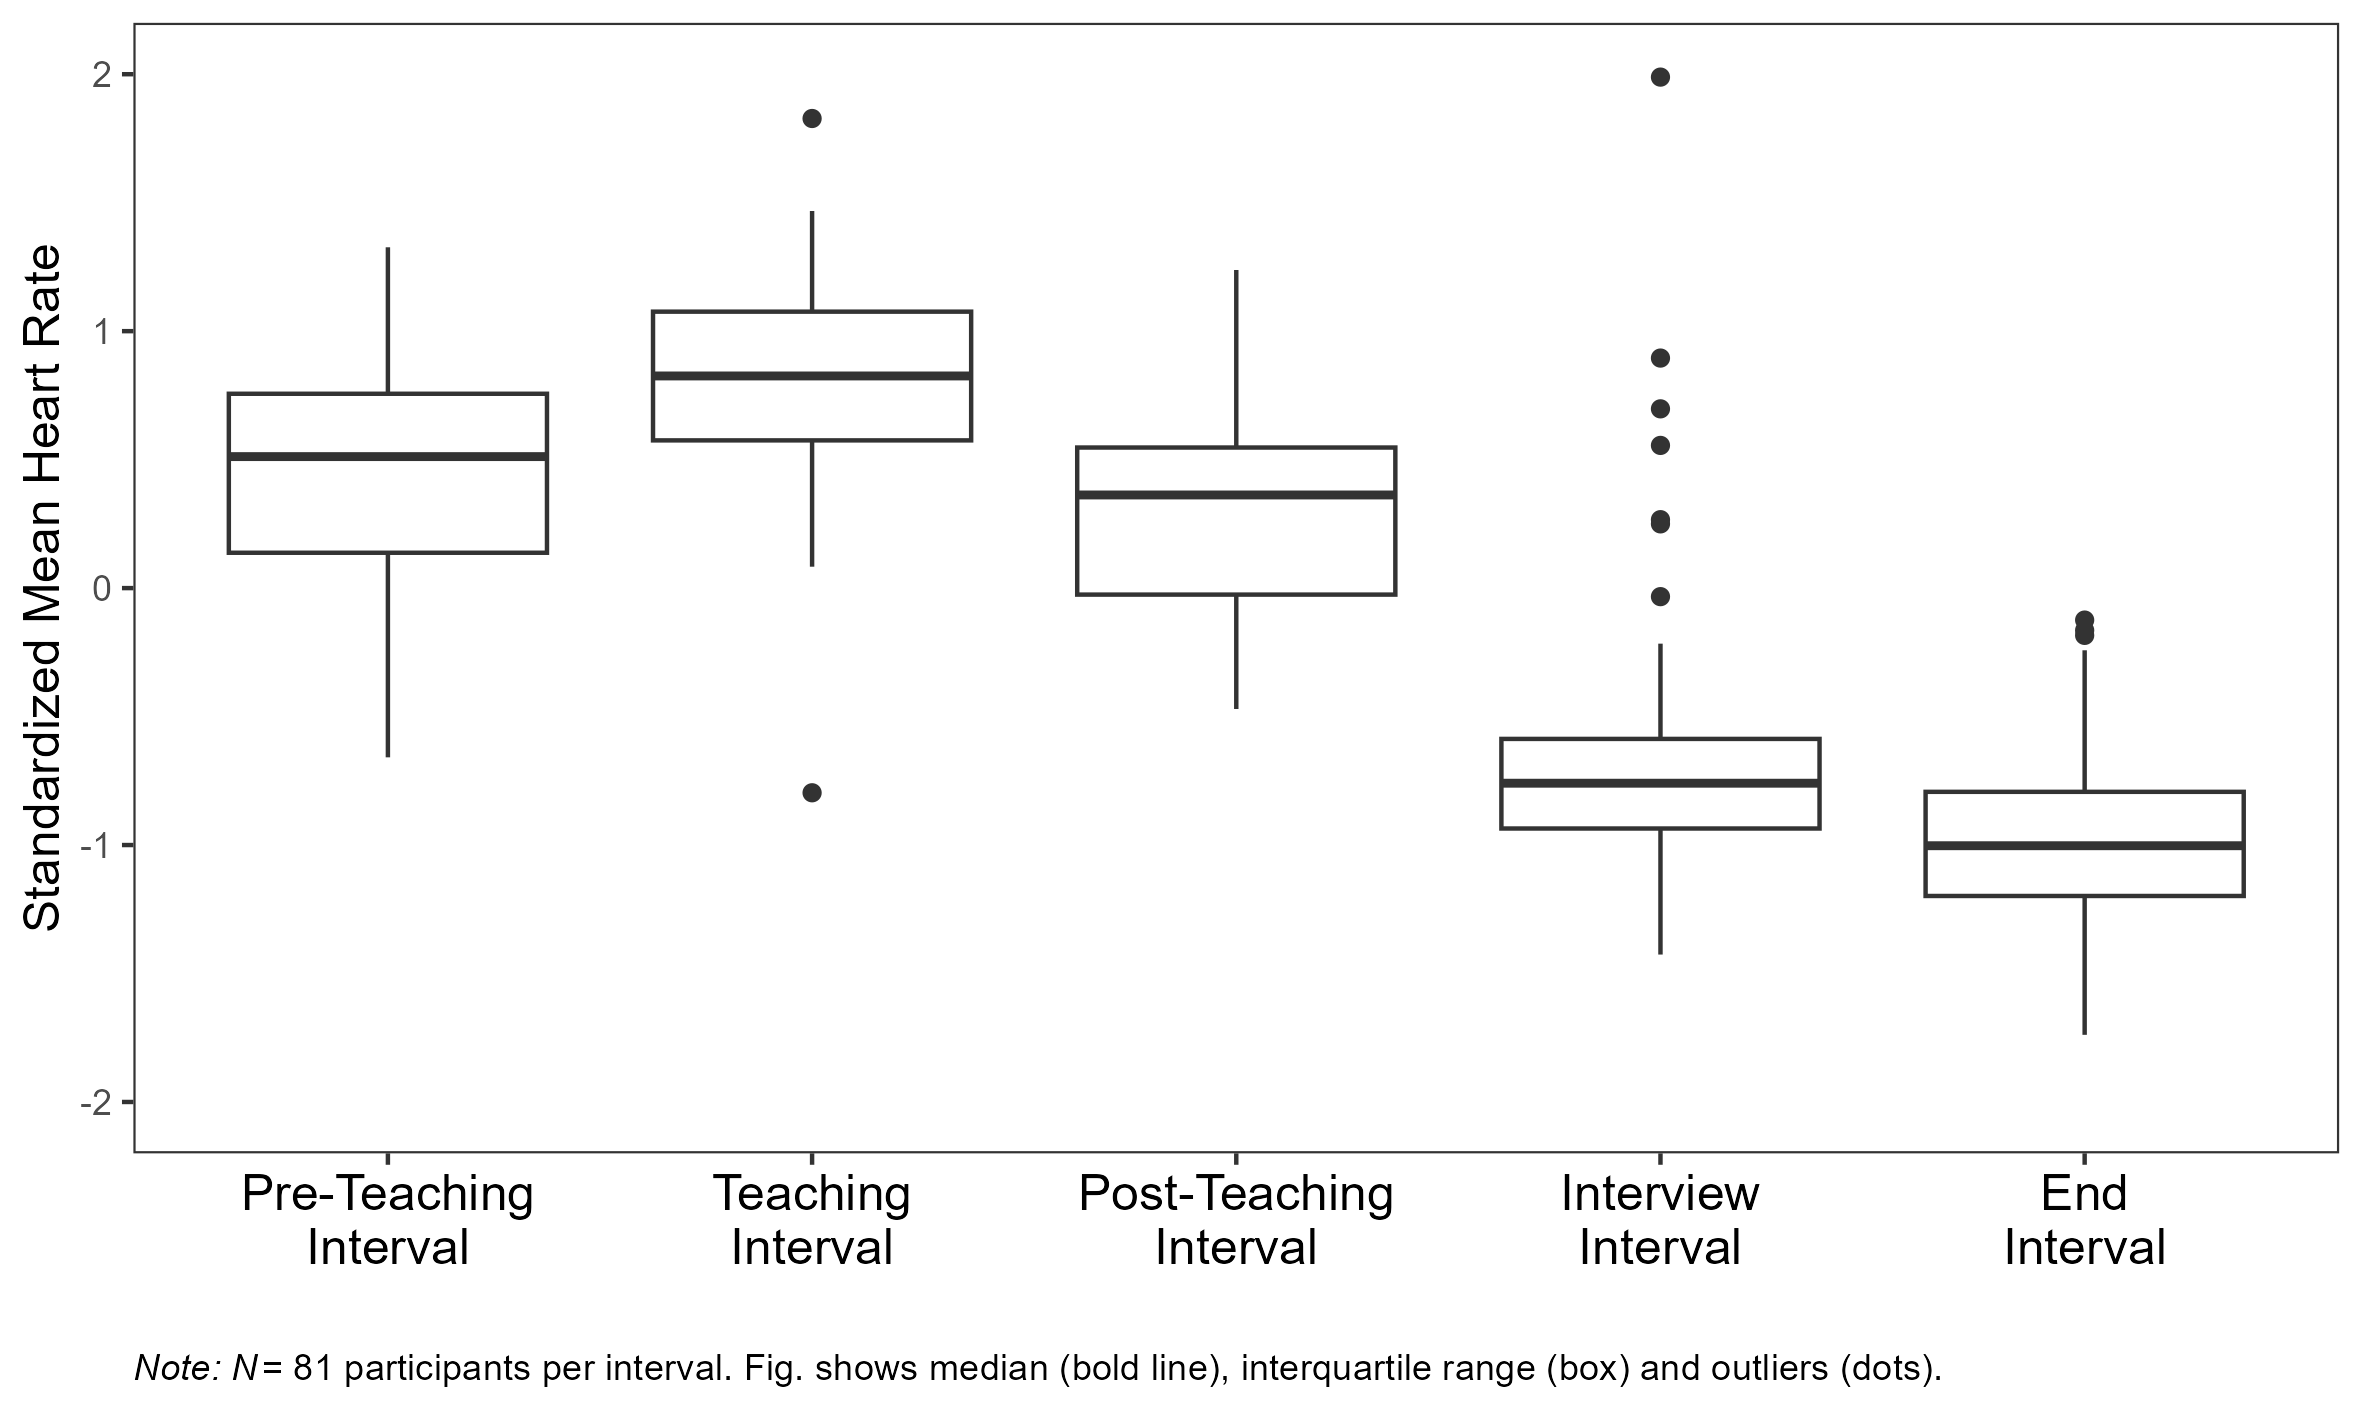 Standardized Mean Heart Rate
2
1
0
-1
-2
Pre-Teaching
Interval
Teaching
Interval
Post-Teaching
Interval
Interview
Interval
End
Interval
Note: N = 81 participants per interval. Fig. shows median (bold line), interquartile range (box) and outliers (dots).